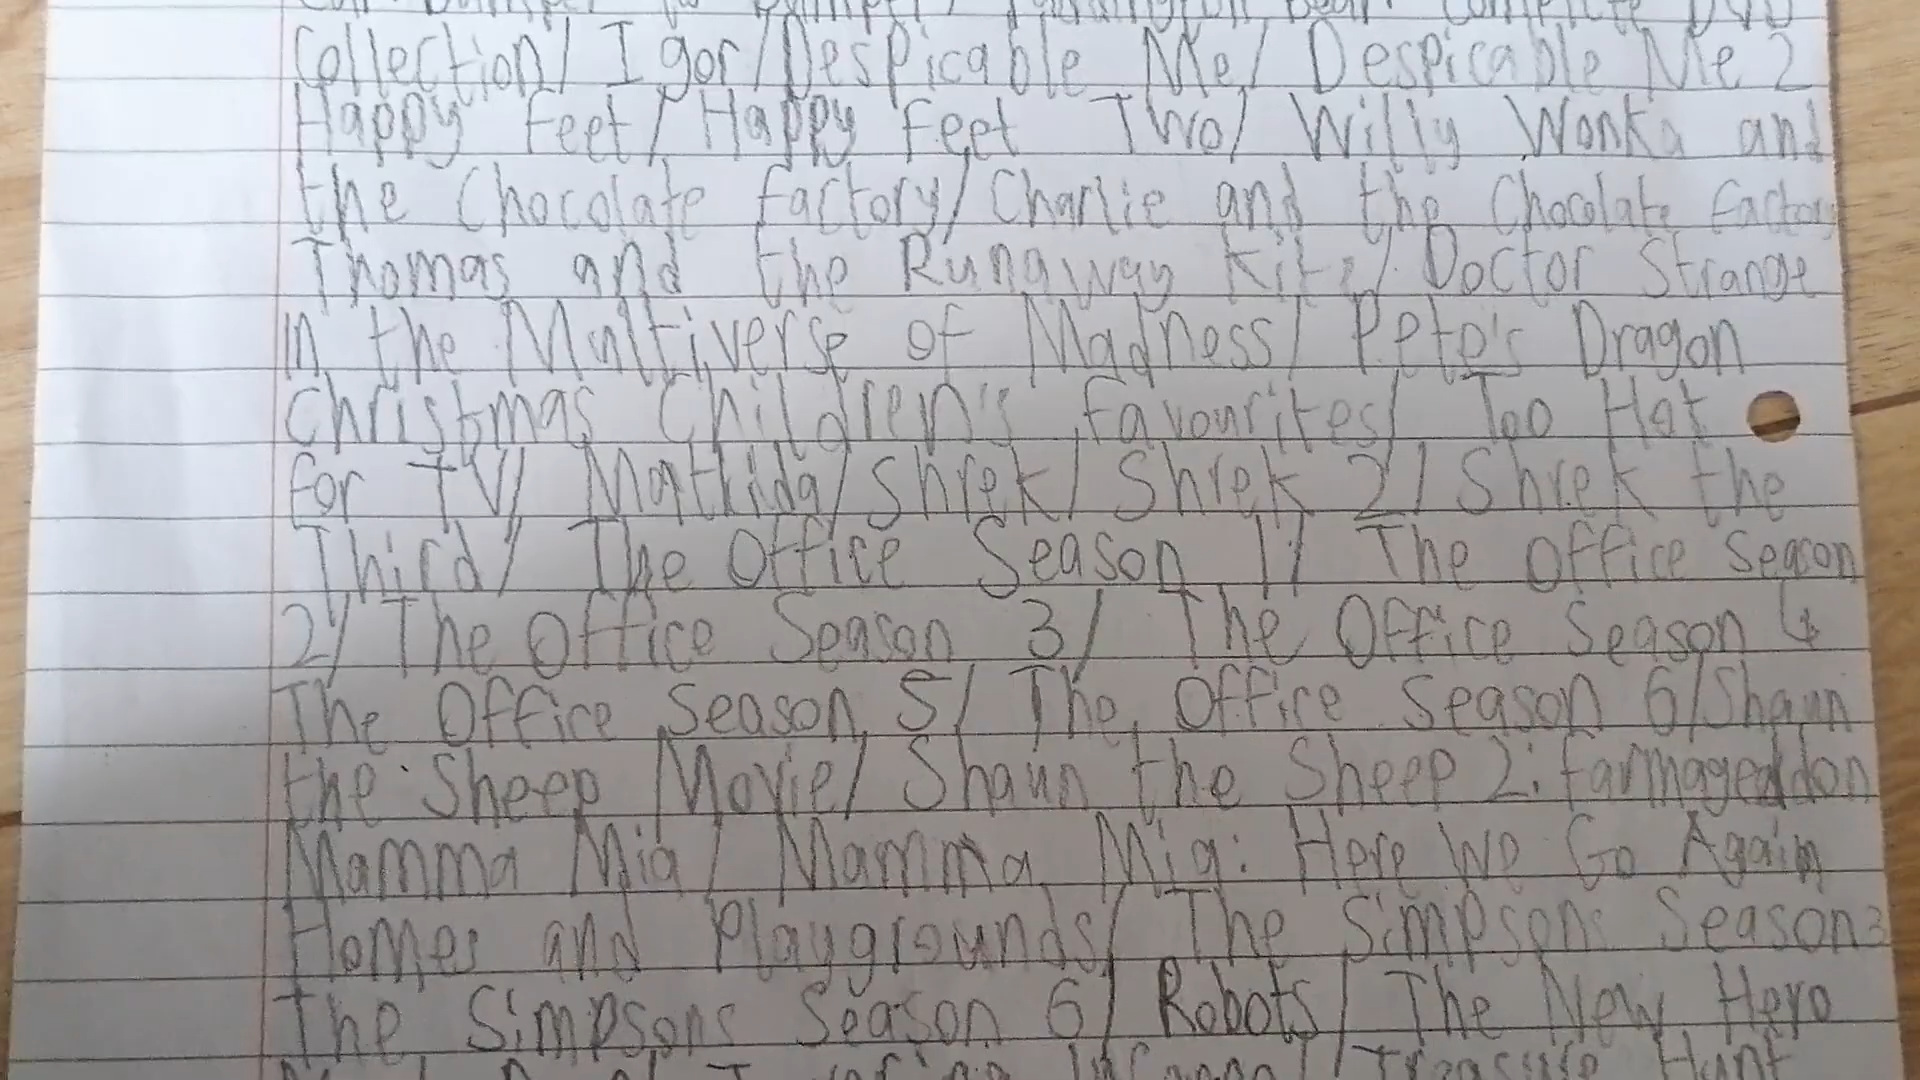 Collection/ Igor/Despicable Me/ Despicable Me 2
Happy Feet/ Happy Feet Two/ Willy Wonka and
the Chocolate factory/ Charlie and the Chocolate factory
Thomas and the Runaway Kite/ Doctor Strange
in the Multiverse of Madness/ Pete's Dragon
Christmas Children's favourites/ Too Hot
for TV/ Matilda/ Shrek/ Shrek 2/ Shrek the
Third/ The Office Season 1/ The Office Season
2/ The Office Season 3/ The Office Season 4
The Office Season 5/ The Office Season 6/Shaun
the Sheep Movie/ Shaun the Sheep 2: farmageddon
Mamma Mia/ Mamma Mia: Here We Go Again
Homes and Playgrounds/ The Simpsons Season 3
The Simpsons Season 6/ Robots/ The New Hero
Treasure Hunt